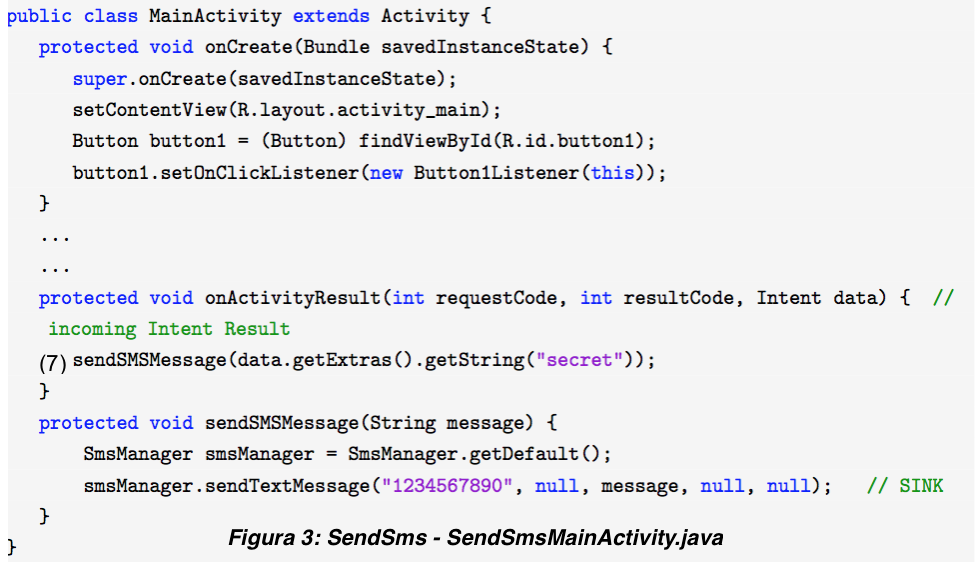 public class MainActivity extends Activity {
protected void onCreate(Bundle savedInstanceState) {
super.onCreate(savedInstanceState);
setContentView(R.layout.activity_main);
Button button1 = (Button) findViewById(R.id.button1);
button1.setOnClickListener(new Button1Listener(this));
}
...
...
protected void onActivityResult(int requestCode, int resultCode, Intent data) { //
incoming Intent Result
(7) sendSMSMessage(data.getExtras().getString("secret"));
}
protected void sendSMSMessage(String message) {
SmsManager smsManager = SmsManager.getDefault();
smsManager.sendTextMessage("1234567890", null, message, null, null); // SINK
}
Figura 3: SendSms - SendSmsMainActivity.java
}